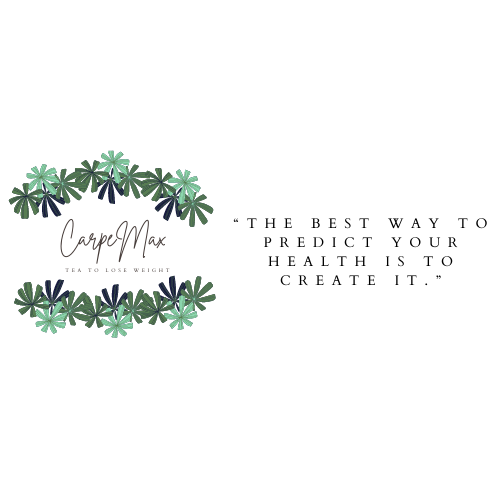 CarpeMax
TEA TO LOSE WEIGHT
“THE BEST WAY TO
PREDICT YOUR
HEALTH IS TO
CREATE IT.”